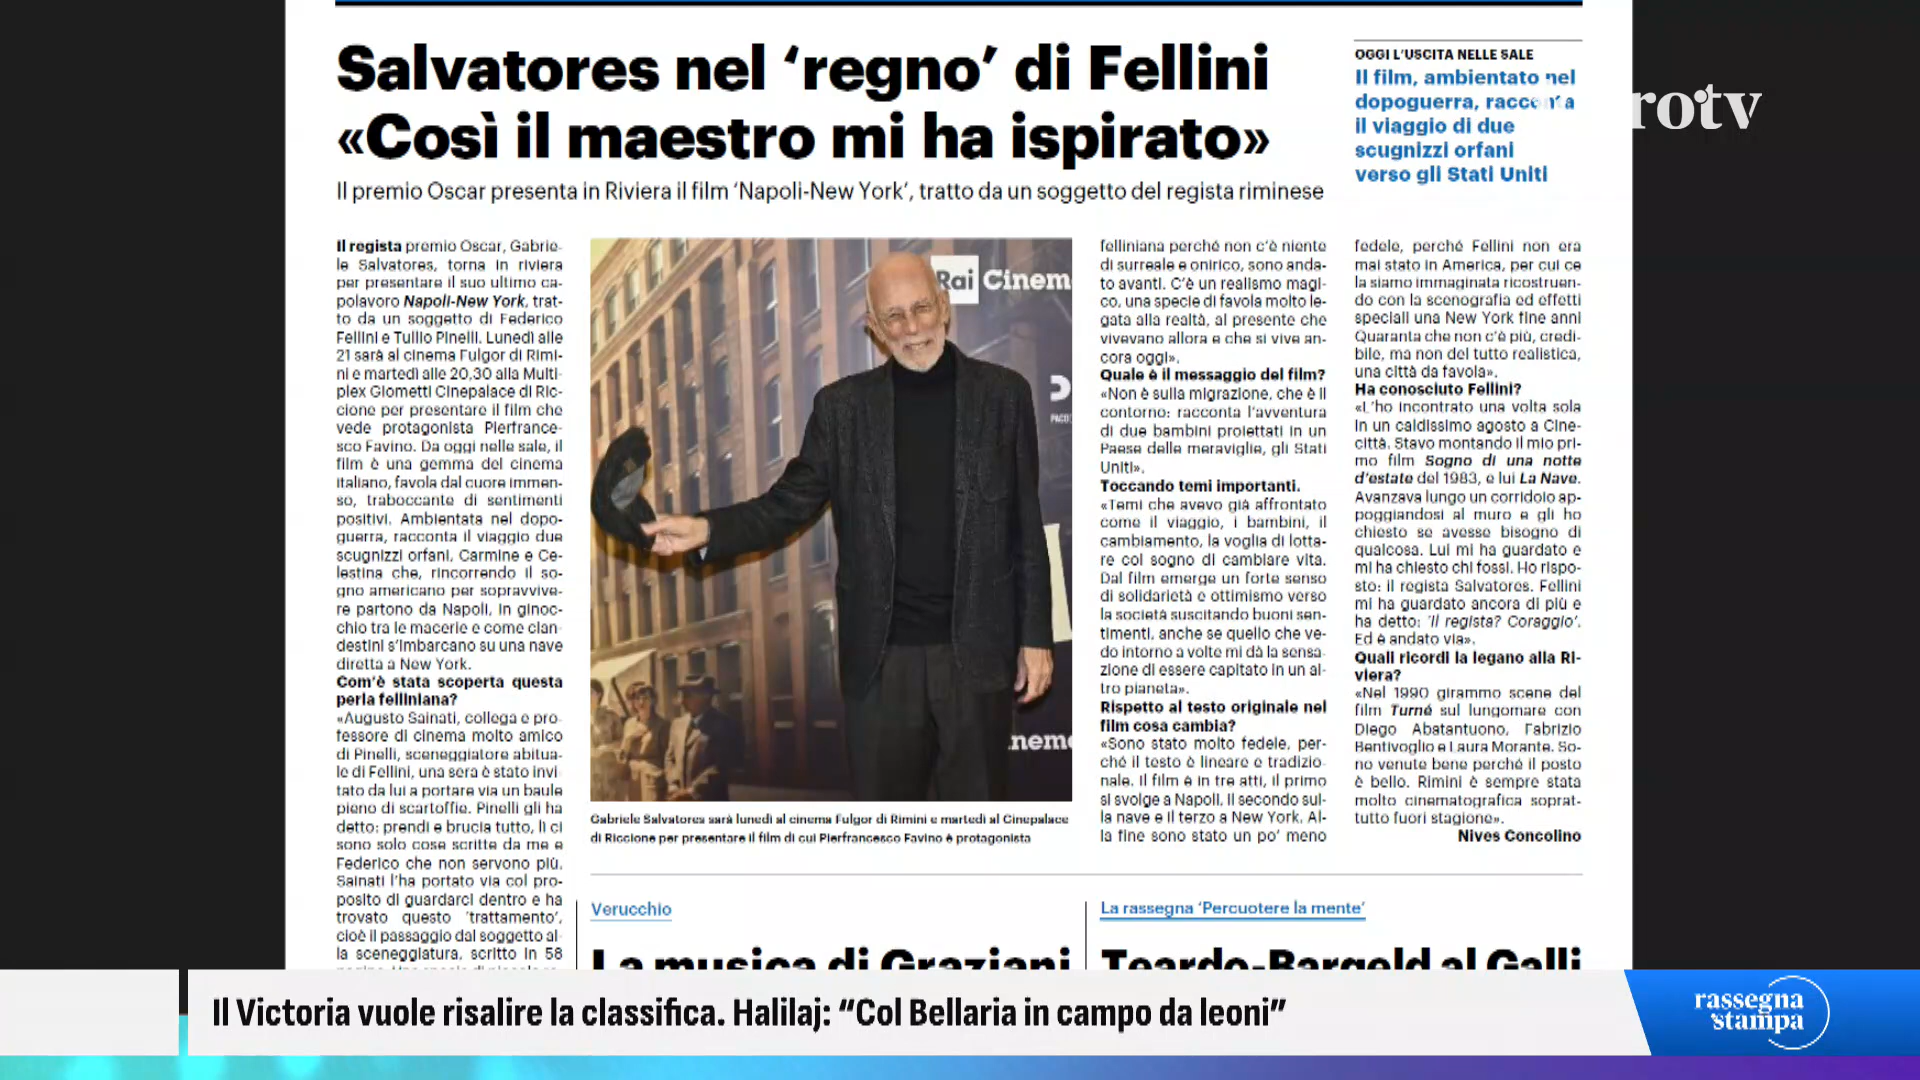 Salvatores nel ‘regno’ di Fellini
«Così il maestro mi ha ispirato»
Il premio Oscar presenta in Riviera il film ‘Napoli-New York’, tratto da un soggetto del regista riminese
OGGI L’USCITA NELLE SALE
Il film, ambientato nel
dopoguerra, racconta
il viaggio di due
scugnizzi orfani
verso gli Stati Uniti
rotv
Il regista premio Oscar, Gabrie-
le Salvatores, torna in riviera
per presentare il suo ultimo ca-
polavoro Napoli-New York, trat-
to da un soggetto di Federico
Fellini e Tullio Pinelli. Lunedì alle
21 sarà al cinema Fulgor di Rimi-
ni e martedì alle 20,30 alla Multi-
plex Giometti Cinepalace di Ric-
cione per presentare il film che
vede protagonista Pierfrance-
sco Favino. Da oggi nelle sale, il
film è una gemma del cinema
italiano, favola dal cuore immen-
so, traboccante di sentimenti
positivi. Ambientata nel dopo-
guerra, racconta il viaggio due
scugnizzi orfani, Carmine e Ce-
lestina che, rincorrendo il so-
gno americano per sopravvive-
re partono da Napoli, in ginoc-
chio tra le macerie e come clan-
destini s’imbarcano su una nave
diretta a New York.
Com’è stata scoperta questa
perla felliniana?
«Augusto Sainati, collega e pro-
fessore di cinema molto amico
di Pinelli, sceneggiatore abitua-
le di Fellini, una sera è stato invi-
tato da lui a portare via un baule
pieno di scartoffie. Pinelli gli ha
detto: prendi e brucia tutto, lì ci
sono solo cose scritte da me e
Federico che non servono più.
Sainati l’ha portato via col pro-
posito di guardarci dentro e ha
trovato questo ‘trattamento’,
cioè il passaggio dal soggetto al-
la sceneggiatura, scritto in 58
Rai Cinem
Cinem
Gabriele Salvatores sarà lunedì al cinema Fulgor di Rimini e martedì al Cinepalace
di Riccione per presentare il film di cui Pierfrancesco Favino è protagonista
felliniana perché non c’è niente
di surreale e onirico, sono anda-
to avanti. C’è un realismo magi-
co, una specie di favola molto le-
gata alla realtà, al presente che
vivevano allora e che si vive an-
cora oggi».
Quale è il messaggio del film?
«Non è sulla migrazione, che è il
contorno: racconta l’avventura
di due bambini proiettati in un
Paese delle meraviglie, gli Stati
Uniti».
Toccando temi importanti.
«Temi che avevo già affrontato
come il viaggio, i bambini, il
cambiamento, la voglia di lotta-
re col sogno di cambiare vita.
Dal film emerge un forte senso
di solidarietà e ottimismo verso
la società suscitando buoni sen-
timenti, anche se quello che ve-
do intorno a volte mi dà la sensa-
zione di essere capitato in un al-
tro pianeta».
Rispetto al testo originale nel
film cosa cambia?
«Sono stato molto fedele, per-
ché il testo è lineare e tradizio-
nale. Il film è in tre atti, il primo
si svolge a Napoli, il secondo sul-
la nave e il terzo a New York. Al-
la fine sono stato un po’ meno
fedele, perché Fellini non era
mai stato in America, per cui ce
la siamo immaginata ricostruen-
do con la scenografia ed effetti
speciali una New York fine anni
Quaranta che non c’è più, credi-
bile, ma non del tutto realistica,
una città da favola».
Ha conosciuto Fellini?
«L’ho incontrato una volta sola
in un caldissimo agosto a Cine-
città. Stavo montando il mio pri-
mo film Sogno di una notte
d’estate del 1983, e lui La Nave.
Avanzava lungo un corridoio ap-
poggiandosi al muro e gli ho
chiesto se avesse bisogno di
qualcosa. Lui mi ha guardato e
mi ha chiesto chi fossi. Ho rispo-
sto: il regista Salvatores. Fellini
mi ha guardato ancora di più e
ha detto: ‘Il regista? Coraggio’.
Ed è andato via».
Quali ricordi la legano alla Ri-
viera?
«Nel 1990 girammo scene del
film Turné sul lungomare con
Diego Abatantuono, Fabrizio
Bentivoglio e Laura Morante. So-
no venute bene perché il posto
è bello. Rimini è sempre stata
molto cinematografica soprat-
tutto fuori stagione».
Nives Concolino
Verucchio
La musica di Graziani
La rassegna ‘Percuotere la mente’
Teardo-Bargeld al Galli
Il Victoria vuole risalire la classifica. Halilaj: “Col Bellaria in campo da leoni”
rassegna
stampa